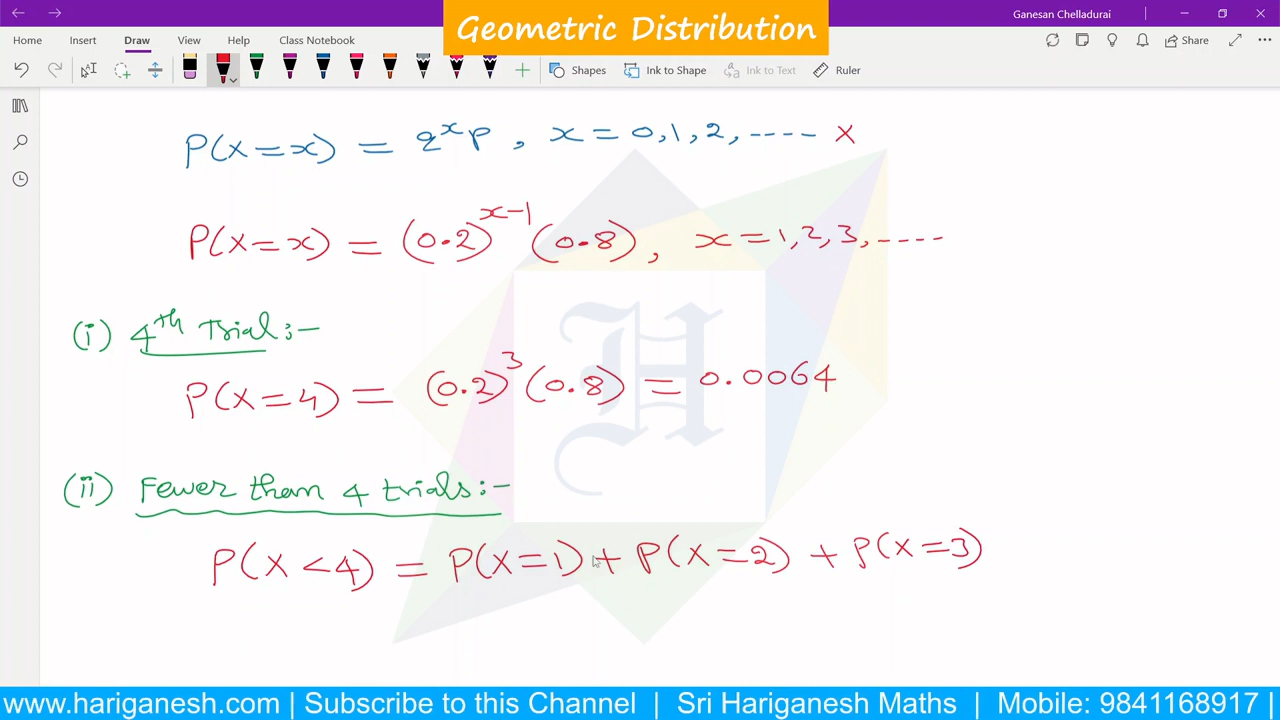 Geometric Distribution
Ganesan Chelladurai
Home Insert Draw View Help Class Notebook Share
Shapes Ink to Shape Ink to Text Ruler
P(X=x) = q^x p , x = 0,1,2,---- X
P(X=x) = (0.2)^{x-1} (0.8), x = 1,2,3,----
(i) 4th Trial:-
P(X=4) = (0.2)^3 (0.8) = 0.0064
(ii) Fewer than 4 trials:-
P(X<4) = P(X=1) + P(X=2) + P(X=3)
www.hariganesh.com | Subscribe to this Channel | Sri Hariganesh Maths | Mobile: 9841168917 |